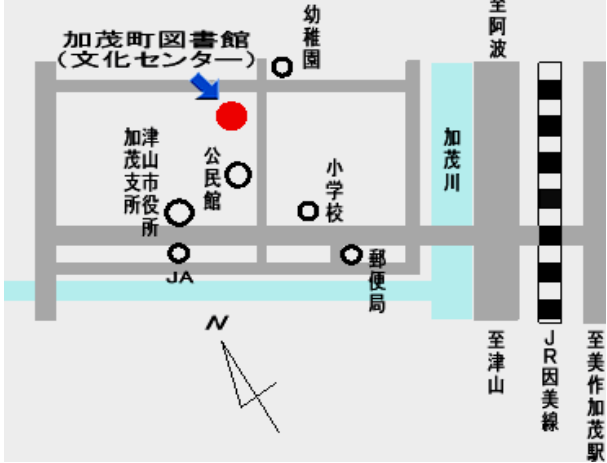 幼稚園
至阿波
加茂町図書館
(文化センター)
津山市役所
加茂支所
公民館
小学校
加茂川
JA
郵便局
N
至津山
JR因美線
至美作加茂駅